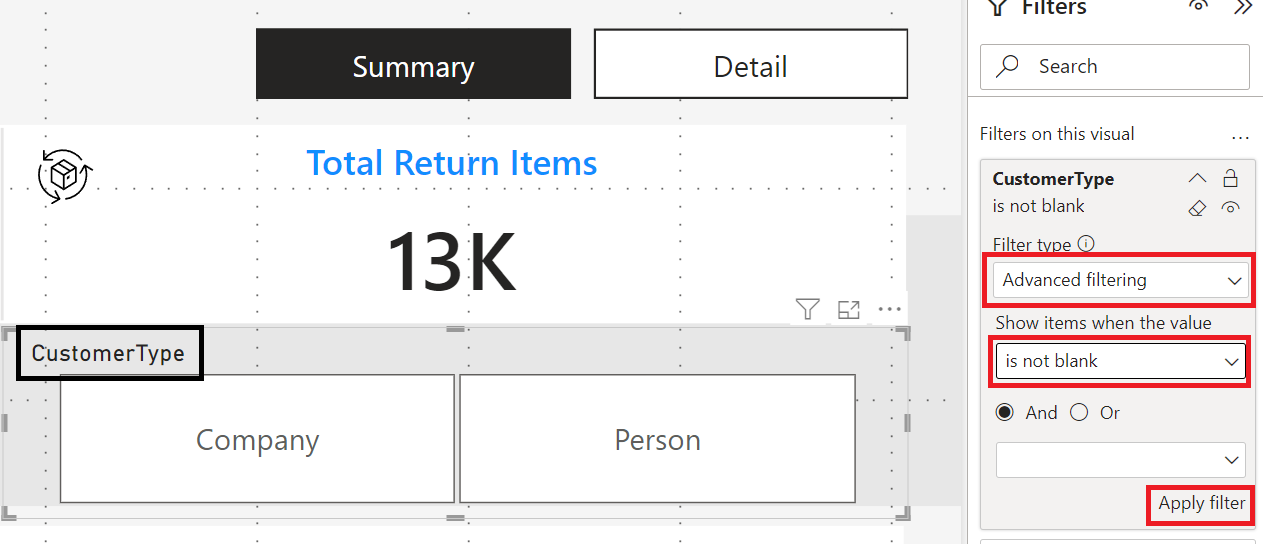 Filters
Summary
Detail
Search
Filters on this visual
Total Return Items
CustomerType
is not blank
13K
Filter type
Advanced filtering
Show items when the value
CustomerType
is not blank
Company
Person
And
Or
Apply filter